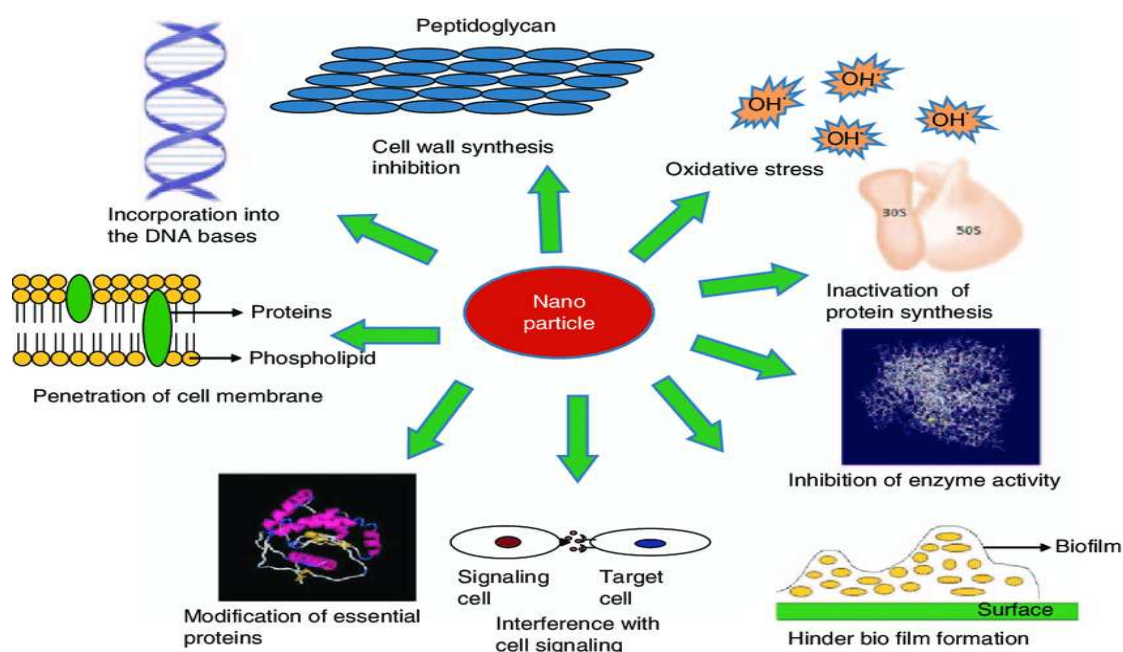 Peptidoglycan
Cell wall synthesis
inhibition
OH·
OH·
OH·
OH·
Oxidative stress
Incorporation into
the DNA bases
30S
50S
Inactivation of
protein synthesis
Nano
particle
Proteins
Phospholipid
Penetration of cell membrane
Inhibition of enzyme activity
Modification of essential
proteins
Signaling
cell
Target
cell
Interference with
cell signaling
Biofilm
Surface
Hinder bio film formation